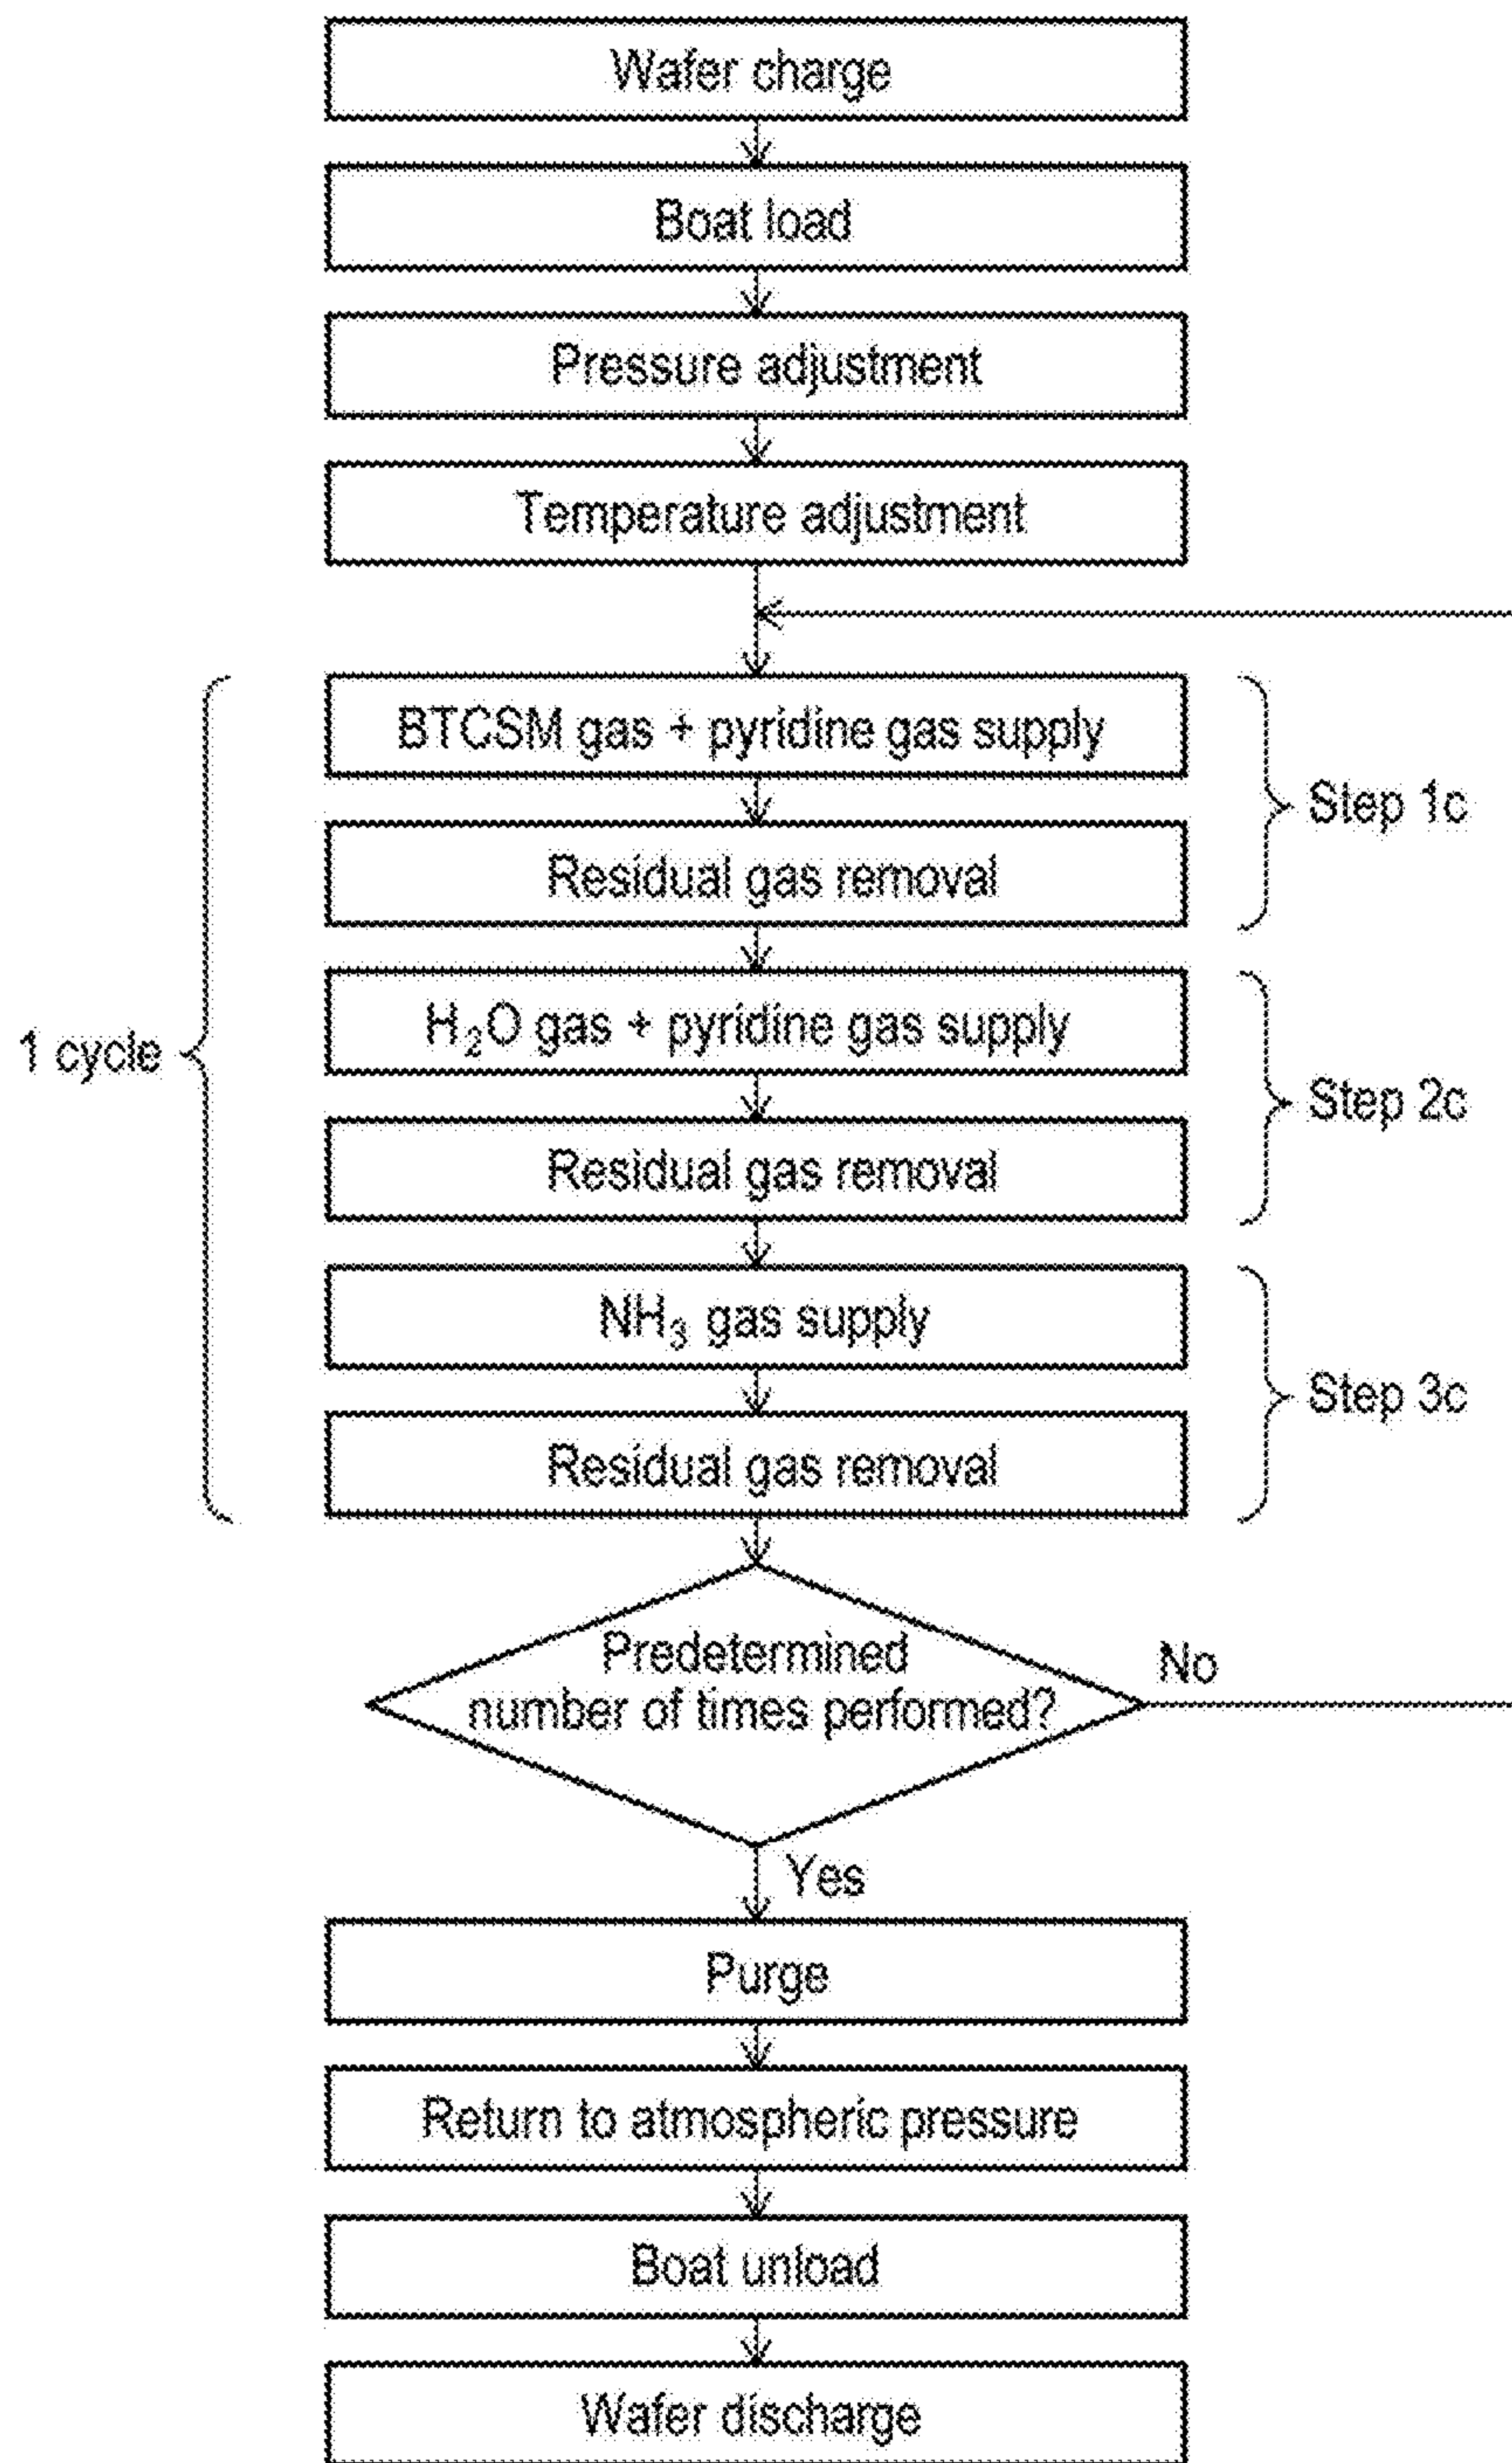 Wafer charge
Boat load
Pressure adjustment
Temperature adjustment
BTCSM gas + pyridine gas supply
Step 1c
Residual gas removal
H₂O gas + pyridine gas supply
1 cycle
Step 2c
Residual gas removal
NH₃ gas supply
Step 3c
Residual gas removal
Predetermined
number of times performed?
No
Yes
Purge
Return to atmospheric pressure
Boat unload
Wafer discharge